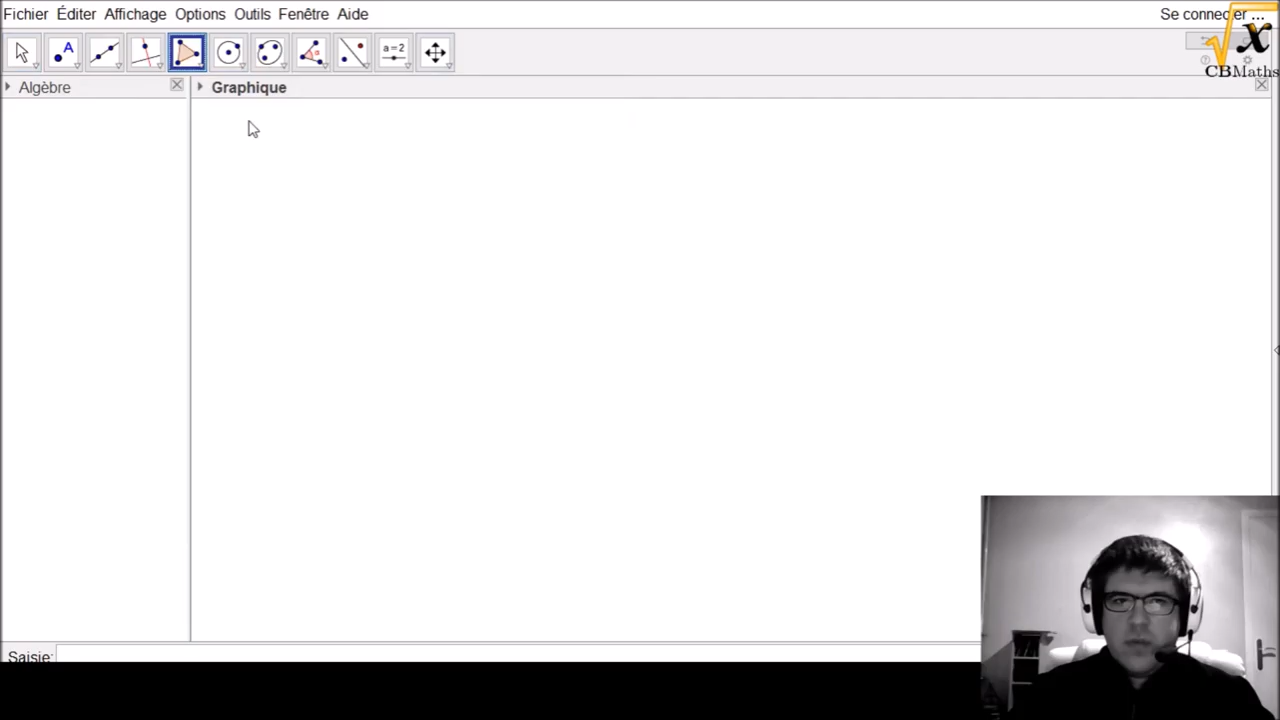 Fichier Éditer Affichage Options Outils Fenêtre Aide
Se connecter ...
A
α
a=2
x
CBMaths
Algèbre
Graphique
Saisie: